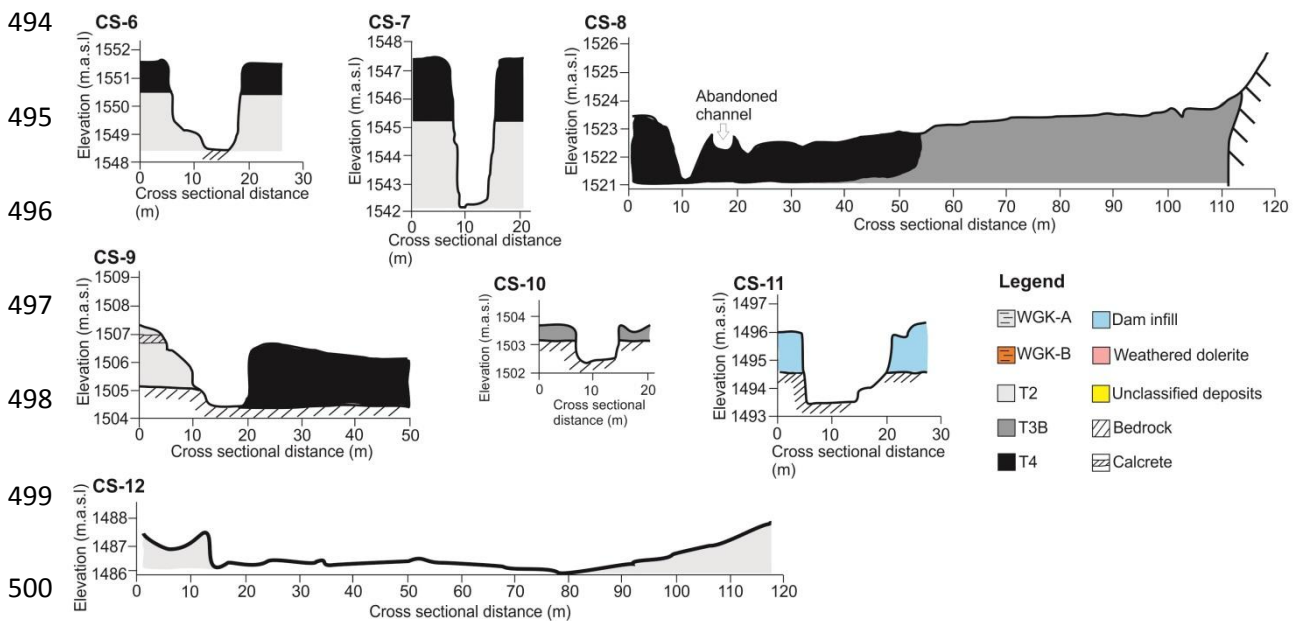 494
CS-6
1552
1551
1550
1549
1548
Elevation (m.a.s.l)
0 10 20 30
Cross sectional distance
(m)
CS-7
1548
1547
1546
1545
1544
1543
1542
Elevation (m.a.s.l)
0 10 20
Cross sectional distance
(m)
CS-8
1526
1525
1524
1523
1522
1521
Elevation (m.a.s.l)
Abandoned
channel
0 10 20 30 40 50 60 70 80 90 100 110 120
Cross sectional distance (m)
495
496
CS-9
1509
1508
1507
1506
1505
1504
Elevation (m.a.s.l)
0 10 20 30 40 50
Cross sectional distance (m)
497
CS-10
1504
1503
1502
Elevation (m.a.s.l)
0 10 20
Cross sectional
distance (m)
CS-11
1497
1496
1495
1494
1493
Elevation (m.a.s.l)
0 10 20 30
Cross sectional distance
(m)
Legend
WGK-A
WGK-B
T2
T3B
T4
Dam infill
Weathered dolerite
Unclassified deposits
Bedrock
Calcrete
498
499
CS-12
1488
1487
1486
Elevation (m.a.s.l)
0 10 20 30 40 50 60 70 80 90 100 110 120
Cross sectional distance (m)
500